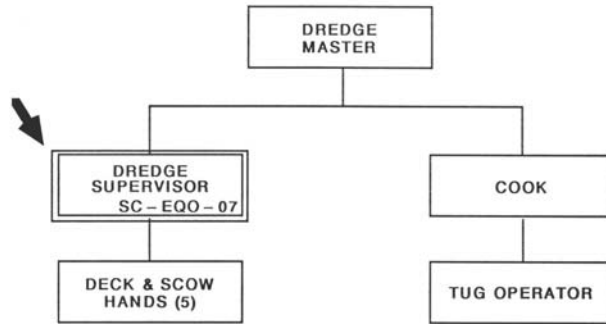 DREDGE
MASTER
DREDGE
SUPERVISOR
SC – EQO – 07
COOK
DECK & SCOW
HANDS (5)
TUG OPERATOR